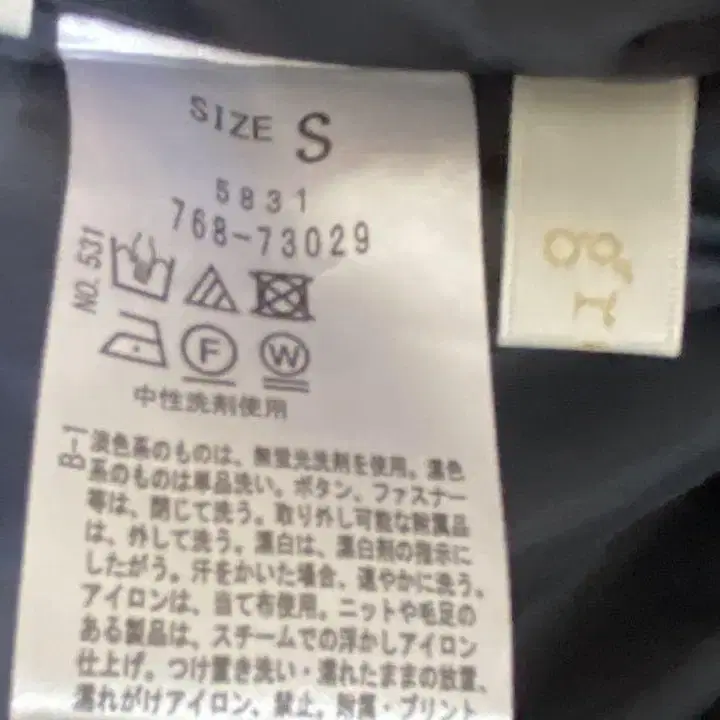 SIZE S
5831
768-73029
NO. 531
F W
中性洗剤使用
B-1
淡色系のものは、無蛍光洗剤を使用。濃色
系のものは単品洗い。ボタン、ファスナー
等は、閉じて洗う。取り外し可能な附属品
は、外して洗う。漂白は、漂白剤の指示に
したがう。汗をかいた場合、速やかに洗う。
アイロンは、当て布使用。ニットや毛足の
ある製品は、スチームでの浮かしアイロン
仕上げ。つけ置き洗い・濡れたままの放置、
濡れがけアイロン、禁止。附属・プリント
gr